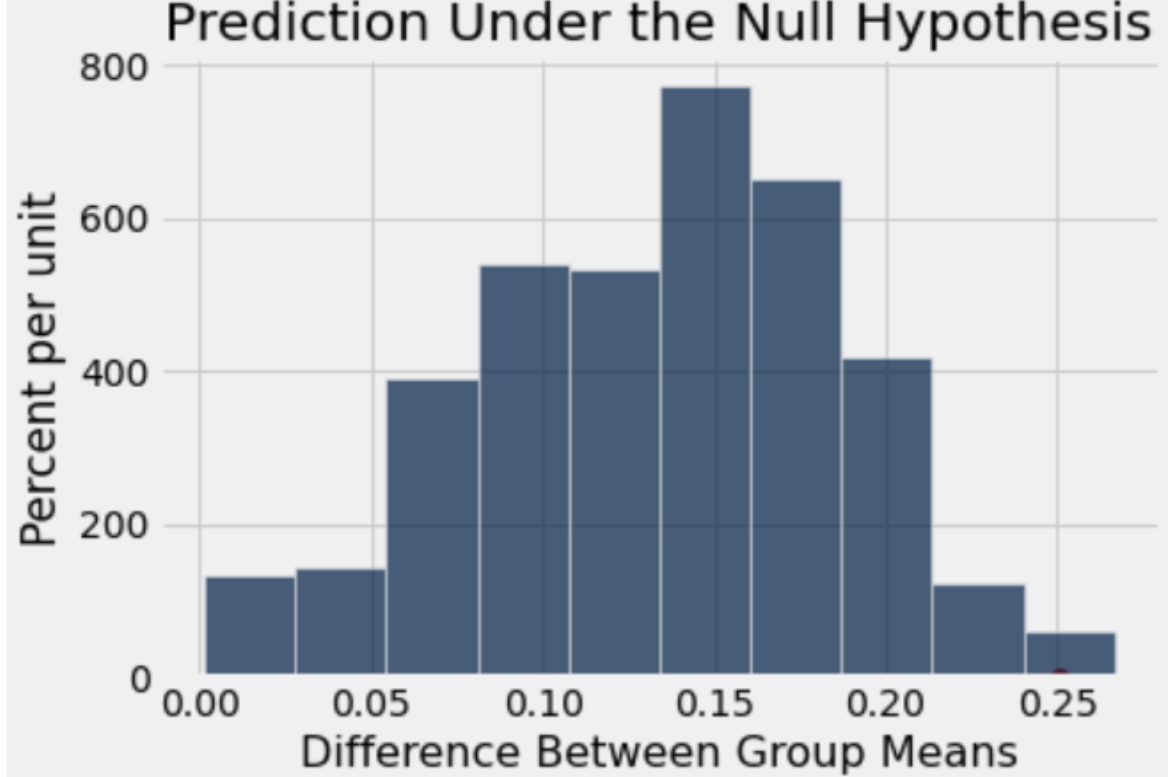 Prediction Under the Null Hypothesis
800
600
400
200
0
Percent per unit
0.00 0.05 0.10 0.15 0.20 0.25
Difference Between Group Means